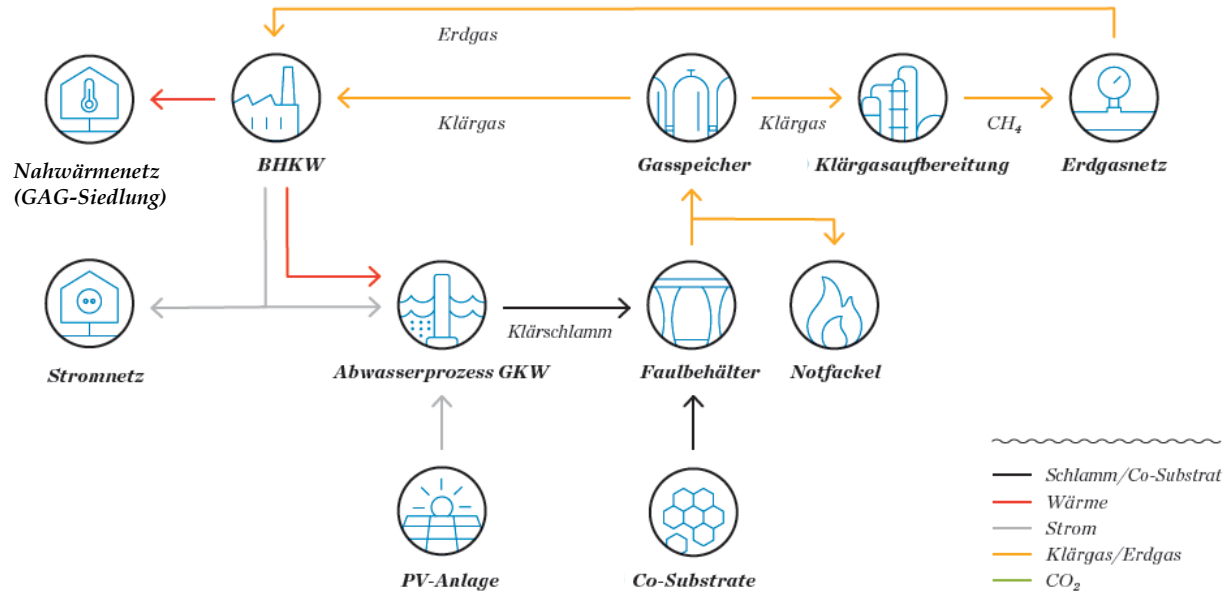 Erdgas
Klärgas
Klärgas
CH₄
Nahwärmenetz
(GAG-Siedlung)
BHKW
Gasspeicher
Klärgasaufbereitung
Erdgasnetz
Klärschlamm
Stromnetz
Abwasserprozess GKW
Faulbehälter
Notfackel
PV-Anlage
Co-Substrate
Schlamm/Co-Substrat
Wärme
Strom
Klärgas/Erdgas
CO₂